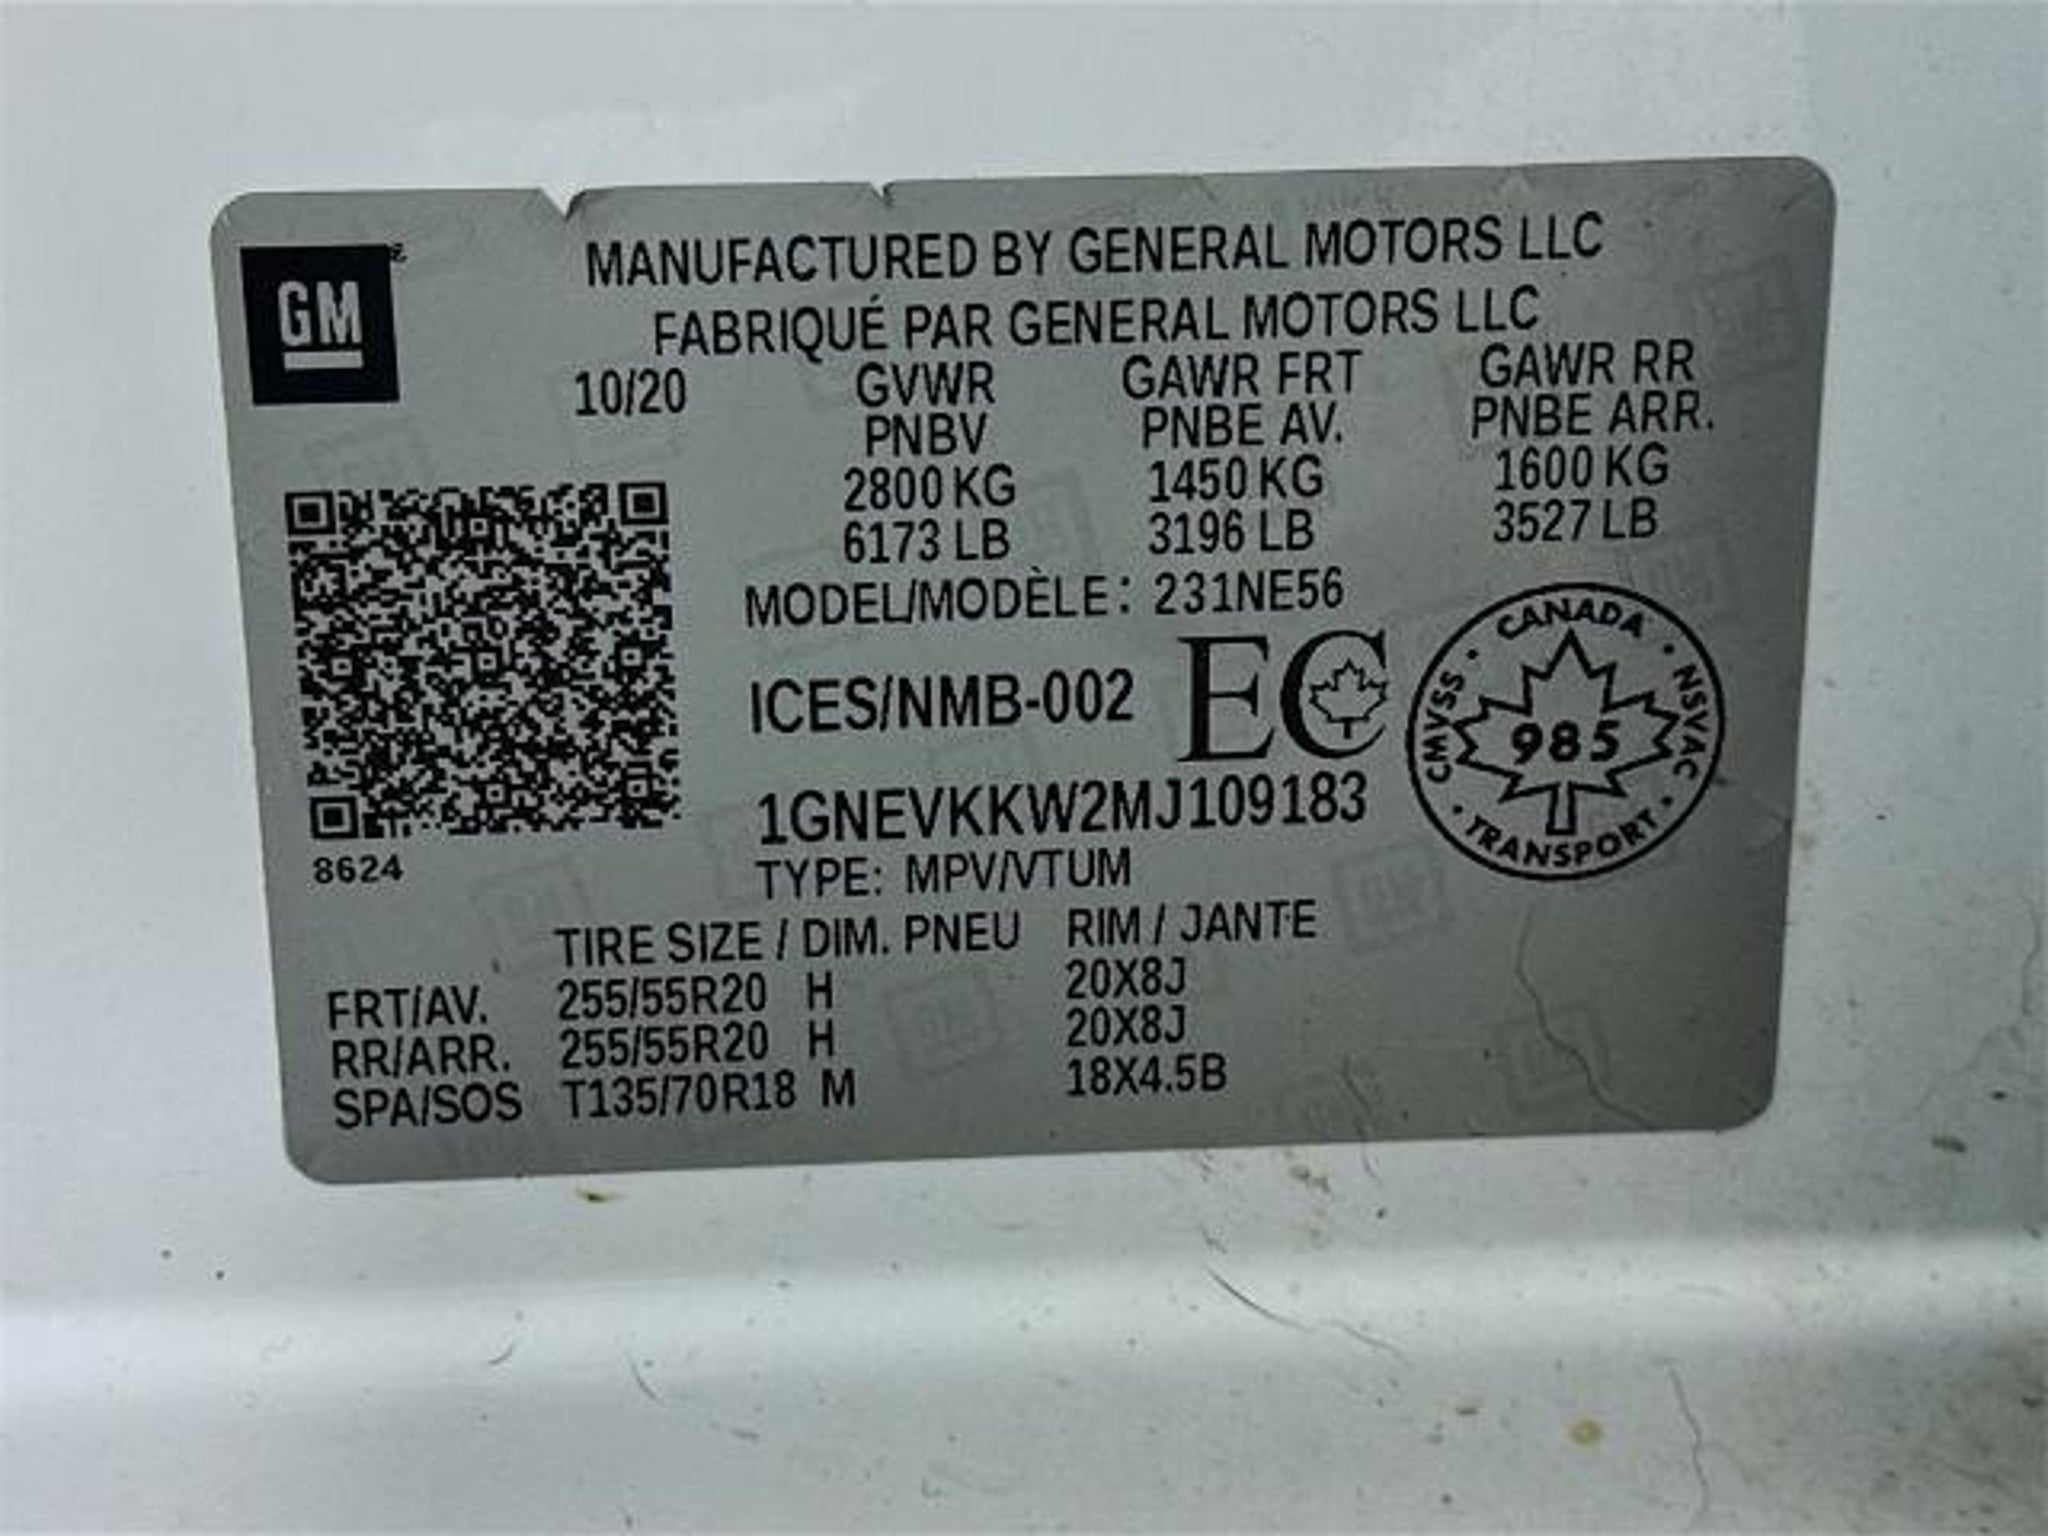 GM
MANUFACTURED BY GENERAL MOTORS LLC
FABRIQUÉ PAR GENERAL MOTORS LLC
10/20 GVWR GAWR FRT GAWR RR
PNBV PNBE AV. PNBE ARR.
2800 KG 1450 KG 1600 KG
6173 LB 3196 LB 3527 LB
MODEL/MODÈLE: 231NE56
ICES/NMB-002 EC
CANADA · NSVAC · TRANSPORT · CMVSS ·
985
1GNEVKKW2MJ109183
8624
TYPE: MPV/VTUM
TIRE SIZE / DIM. PNEU RIM / JANTE
FRT/AV. 255/55R20 H 20X8J
RR/ARR. 255/55R20 H 20X8J
SPA/SOS T135/70R18 M 18X4.5B